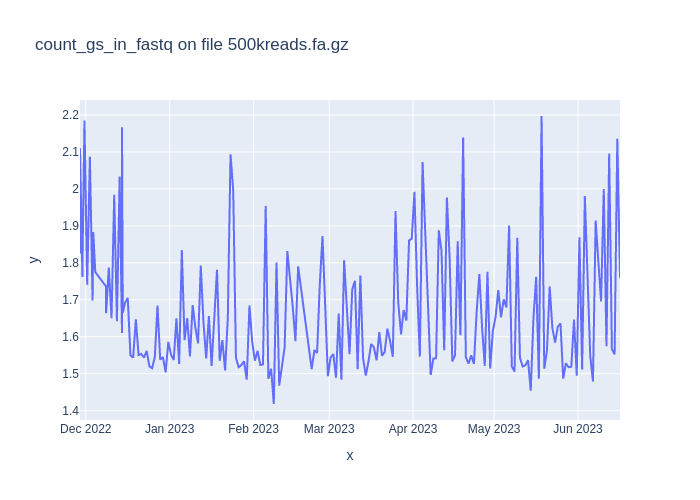 count_gs_in_fastq on file 500kreads.fa.gz
2.2
2.1
2
1.9
1.8
1.7
1.6
1.5
1.4
y
Dec 2022 Jan 2023 Feb 2023 Mar 2023 Apr 2023 May 2023 Jun 2023
x